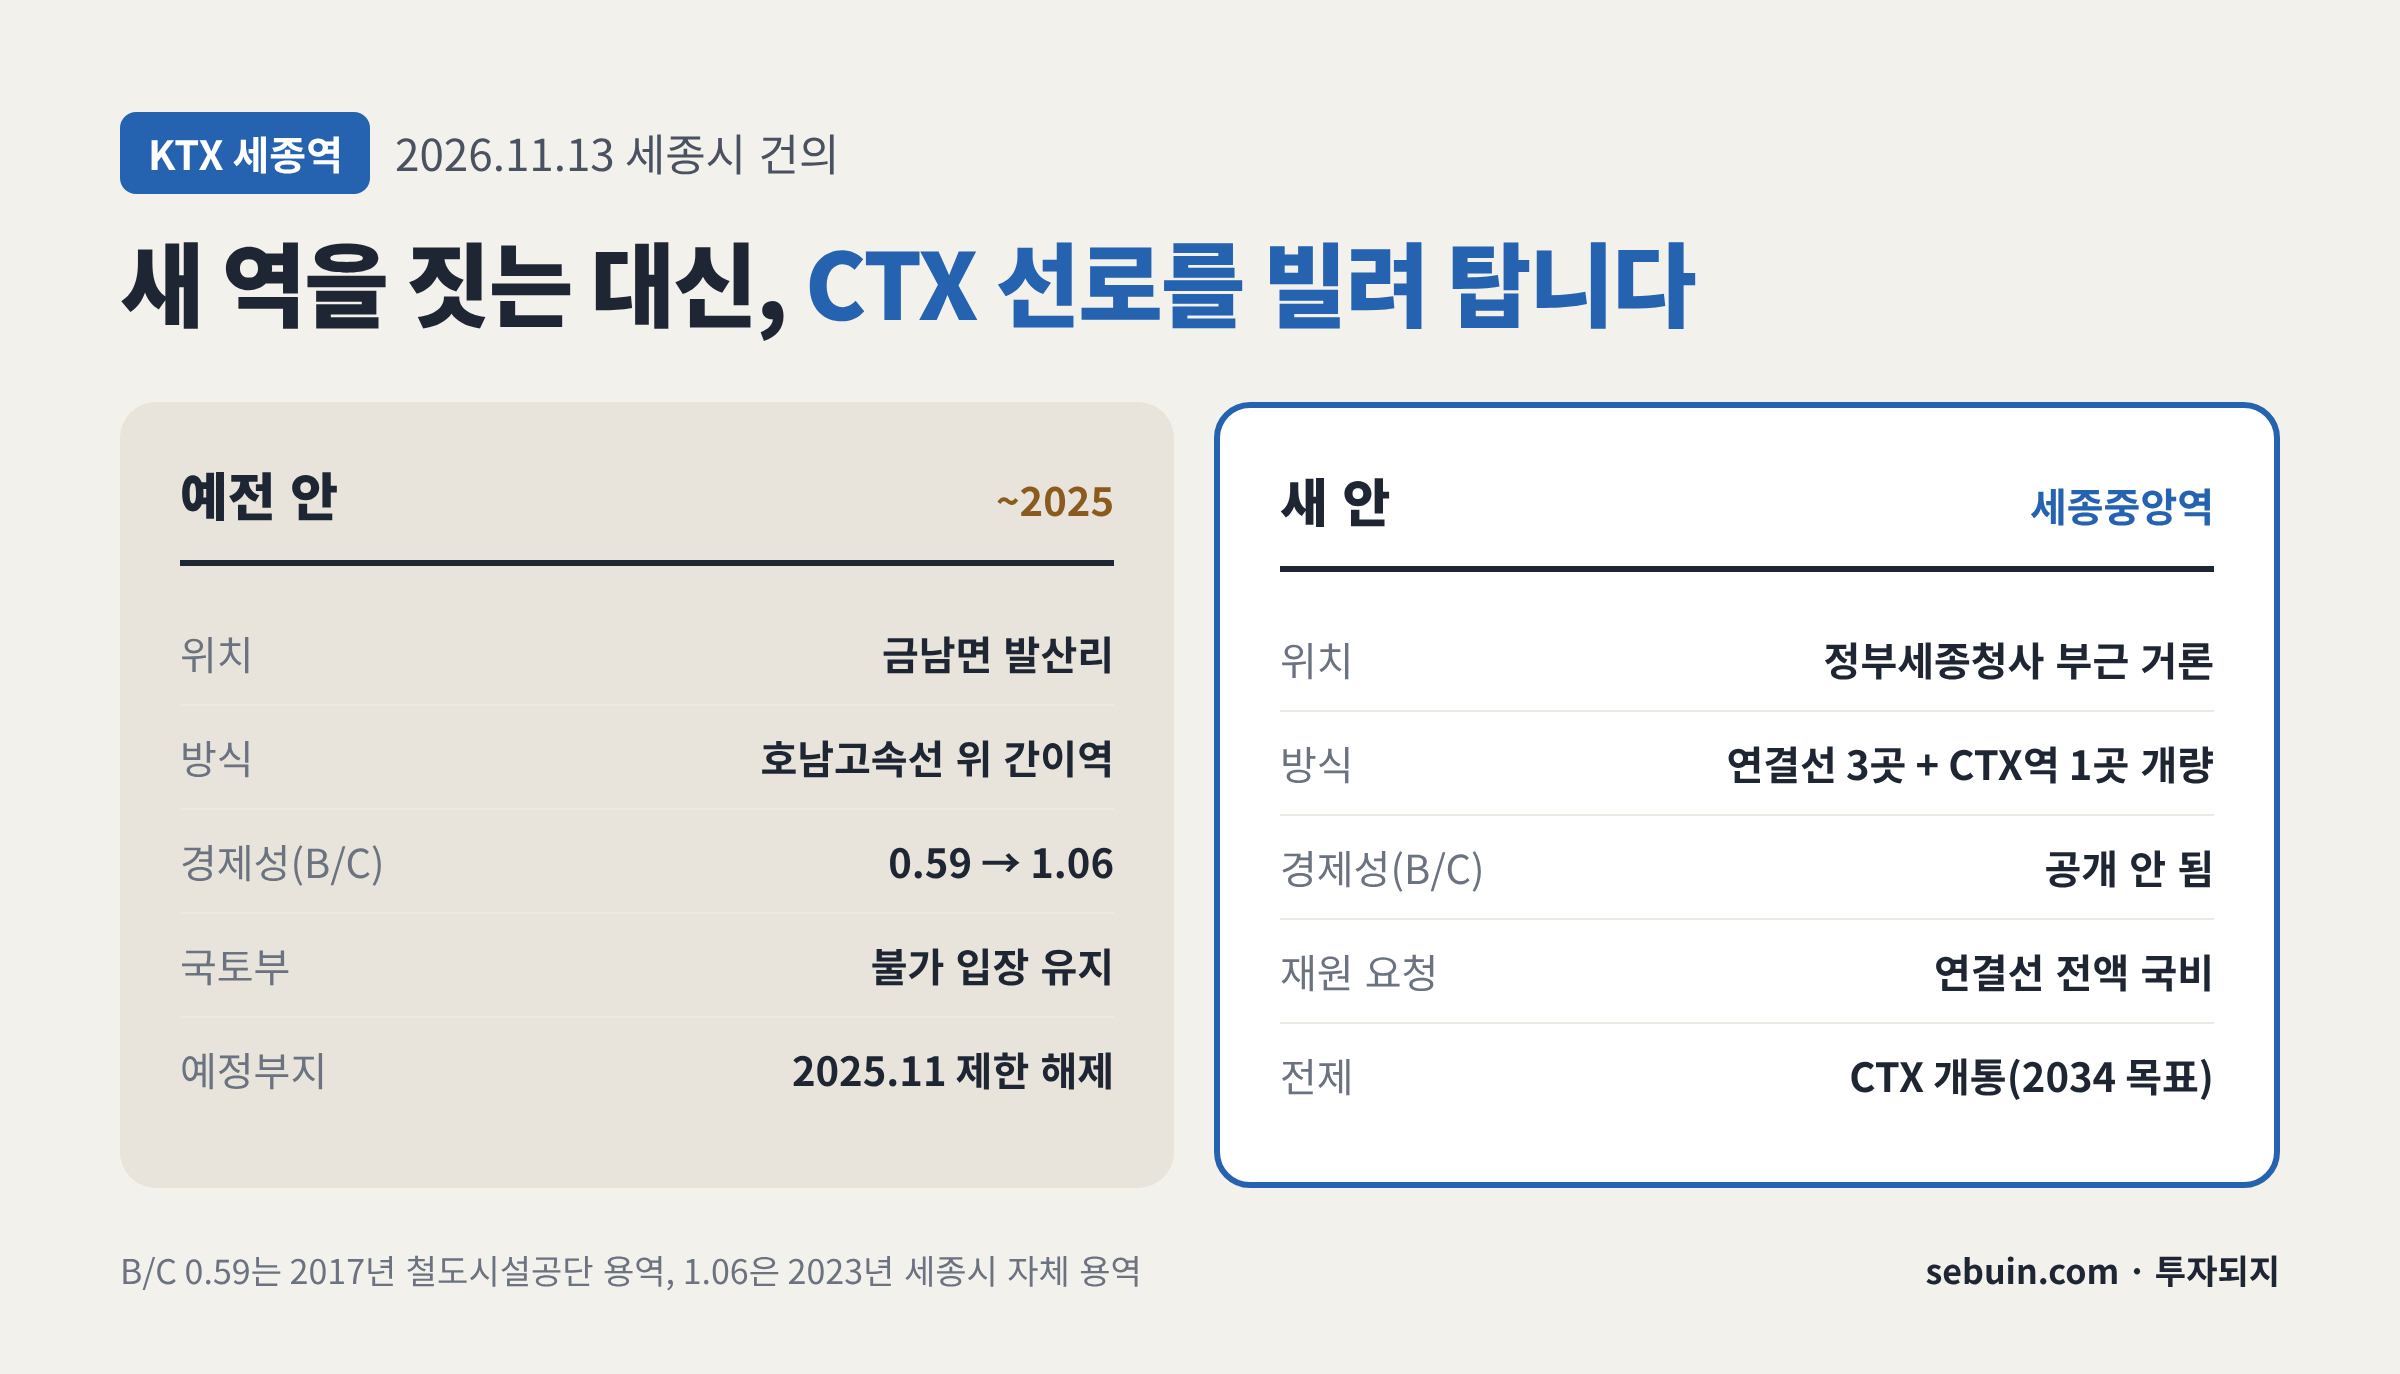 KTX 세종역 2026.11.13 세종시 건의
새 역을 짓는 대신, CTX 선로를 빌려 탑니다
예전 안 ~2025
위치 금남면 발산리
방식 호남고속선 위 간이역
경제성(B/C) 0.59 → 1.06
국토부 불가 입장 유지
예정부지 2025.11 제한 해제
새 안 세종중앙역
위치 정부세종청사 부근 거론
방식 연결선 3곳 + CTX역 1곳 개량
경제성(B/C) 공개 안 됨
재원 요청 연결선 전액 국비
전제 CTX 개통(2034 목표)
B/C 0.59는 2017년 철도시설공단 용역, 1.06은 2023년 세종시 자체 용역
sebuin.com · 투자되지